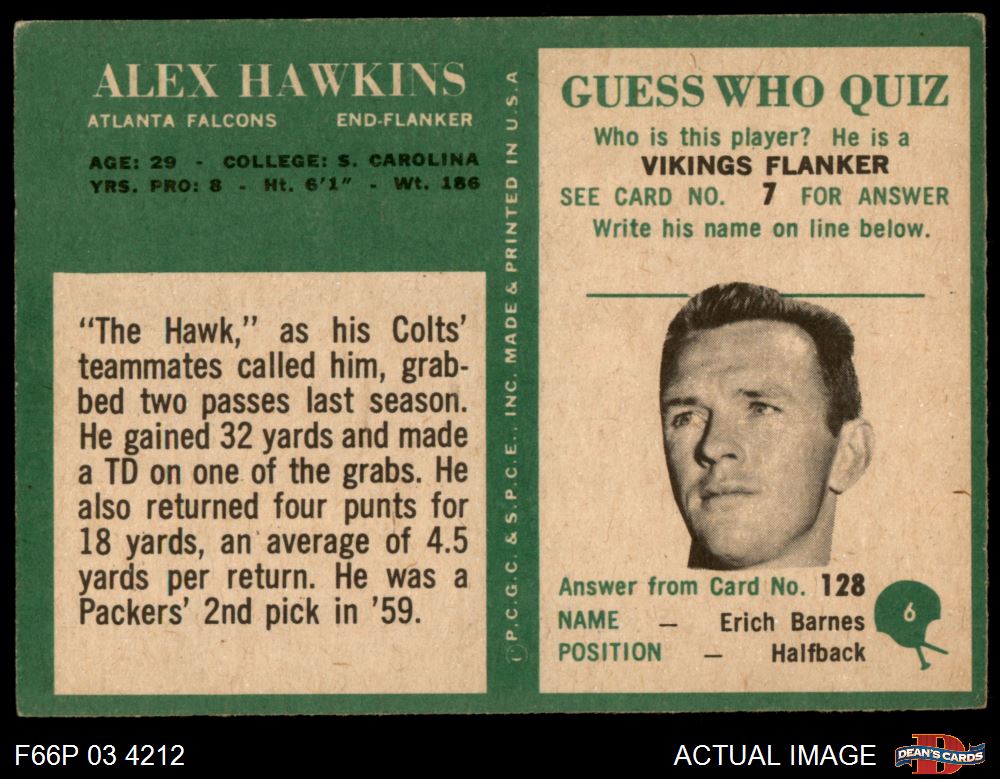 ALEX HAWKINS
ATLANTA FALCONS END-FLANKER
AGE: 29 - COLLEGE: S. CAROLINA
YRS. PRO: 8 - Ht. 6'1" - Wt. 186
"The Hawk," as his Colts'
teammates called him, grab-
bed two passes last season.
He gained 32 yards and made
a TD on one of the grabs. He
also returned four punts for
18 yards, an average of 4.5
yards per return. He was a
Packers' 2nd pick in '59.
Ⓟ P.C.G.C. & S.P.C.E., INC. MADE & PRINTED IN U.S.A
GUESS WHO QUIZ
Who is this player? He is a
VIKINGS FLANKER
SEE CARD NO. 7 FOR ANSWER
Write his name on line below.
Answer from Card No. 128
NAME — Erich Barnes
POSITION — Halfback
6
F66P 03 4212
ACTUAL IMAGE
DEAN'S CARDS